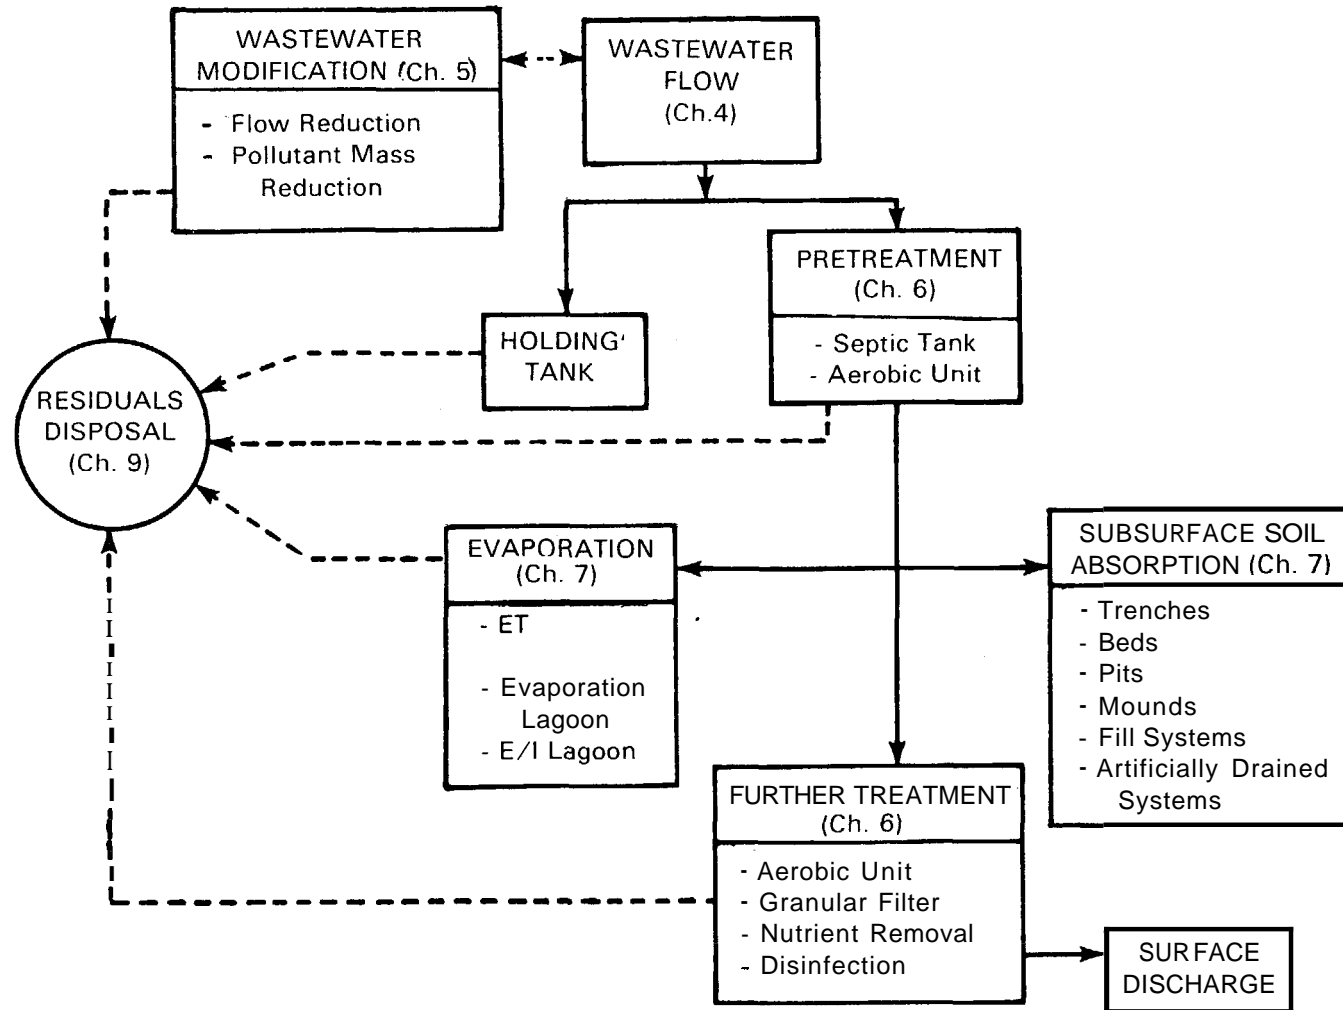 WASTEWATER
MODIFICATION (Ch. 5)
- Flow Reduction
- Pollutant Mass
Reduction
WASTEWATER
FLOW
(Ch.4)
PRETREATMENT
(Ch. 6)
- Septic Tank
- Aerobic Unit
HOLDING'
TANK
RESIDUALS
DISPOSAL
(Ch. 9)
EVAPORATION
(Ch. 7)
- ET
- Evaporation
Lagoon
- E/I Lagoon
SUBSURFACE SOIL
ABSORPTION (Ch. 7)
- Trenches
- Beds
- Pits
- Mounds
- Fill Systems
- Artificially Drained
Systems
FURTHER TREATMENT
(Ch. 6)
- Aerobic Unit
- Granular Filter
- Nutrient Removal
- Disinfection
SURFACE
DISCHARGE